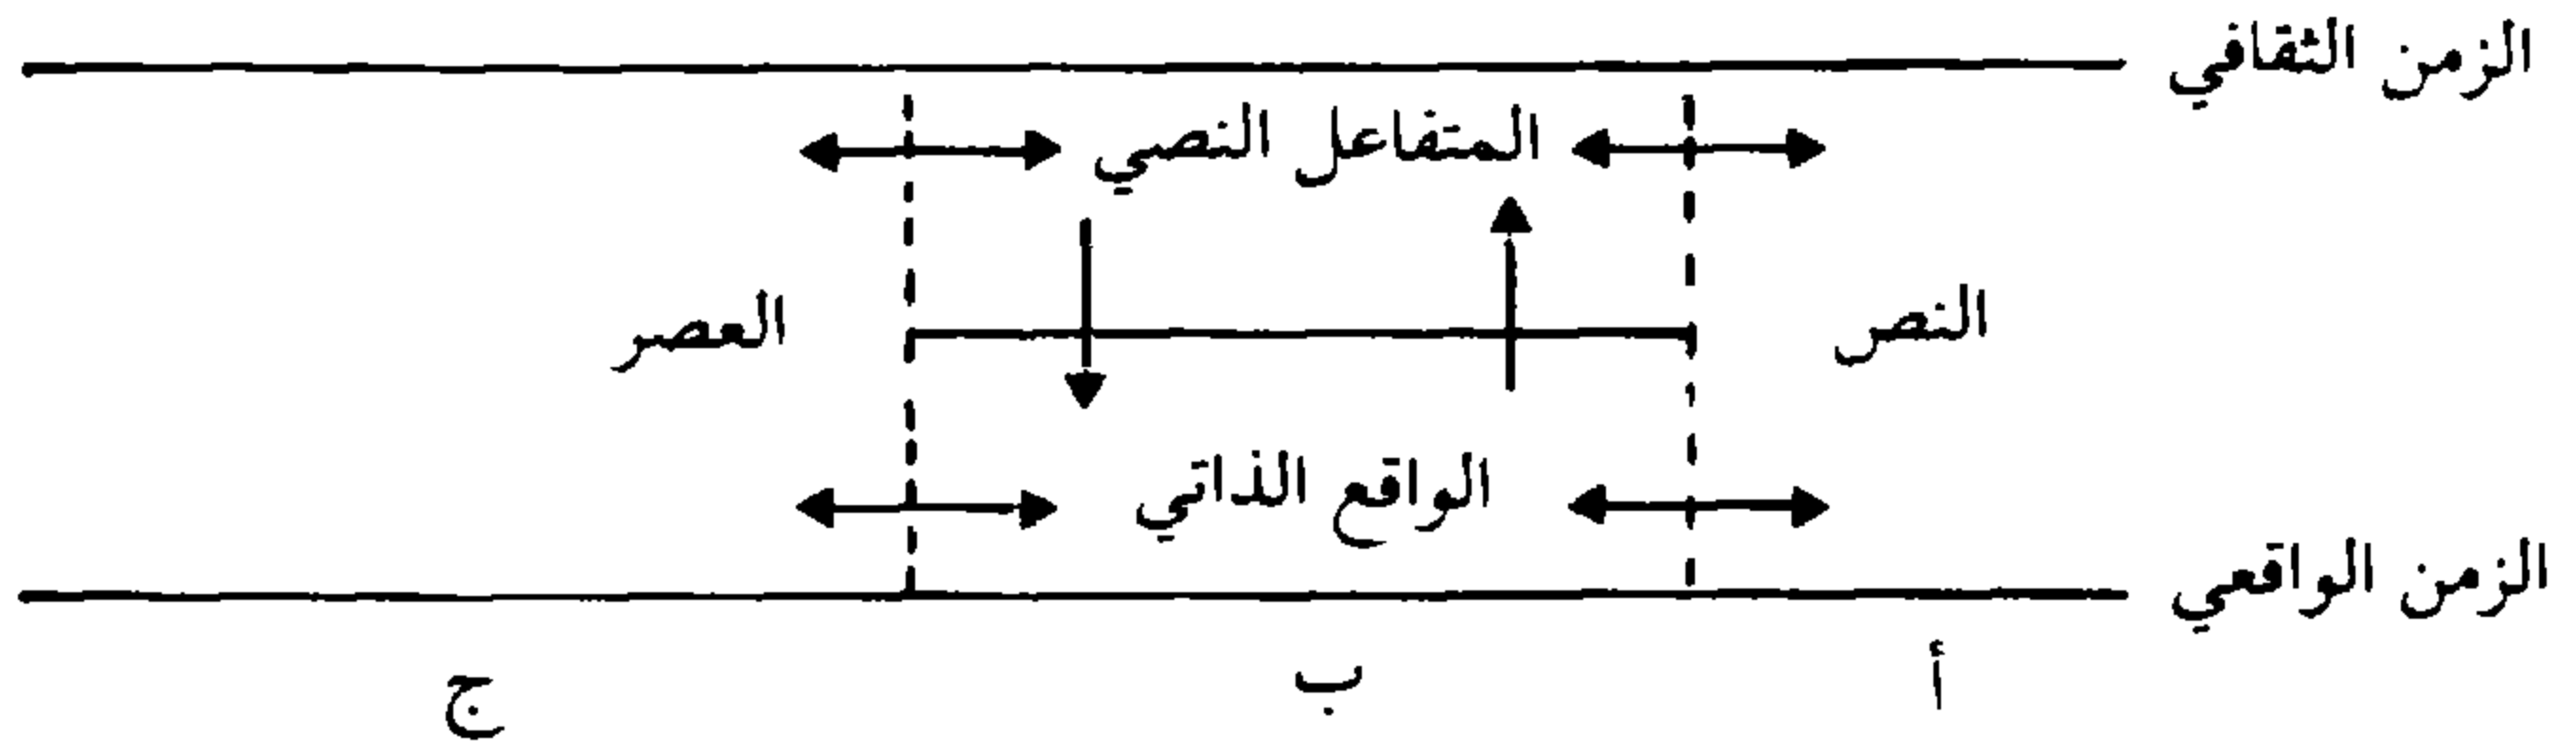 الزمن الثقافي
المتفاعل النصي
النص
العصر
الواقع الذاتي
الزمن الواقعي
أ
ب
ج